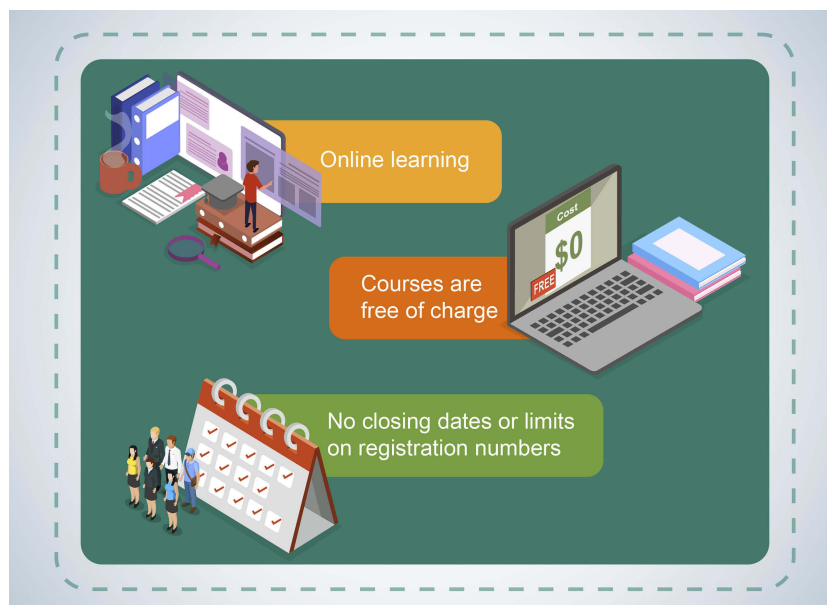 Online learning
Cost
$0
FREE
Courses are
free of charge
No closing dates or limits
on registration numbers